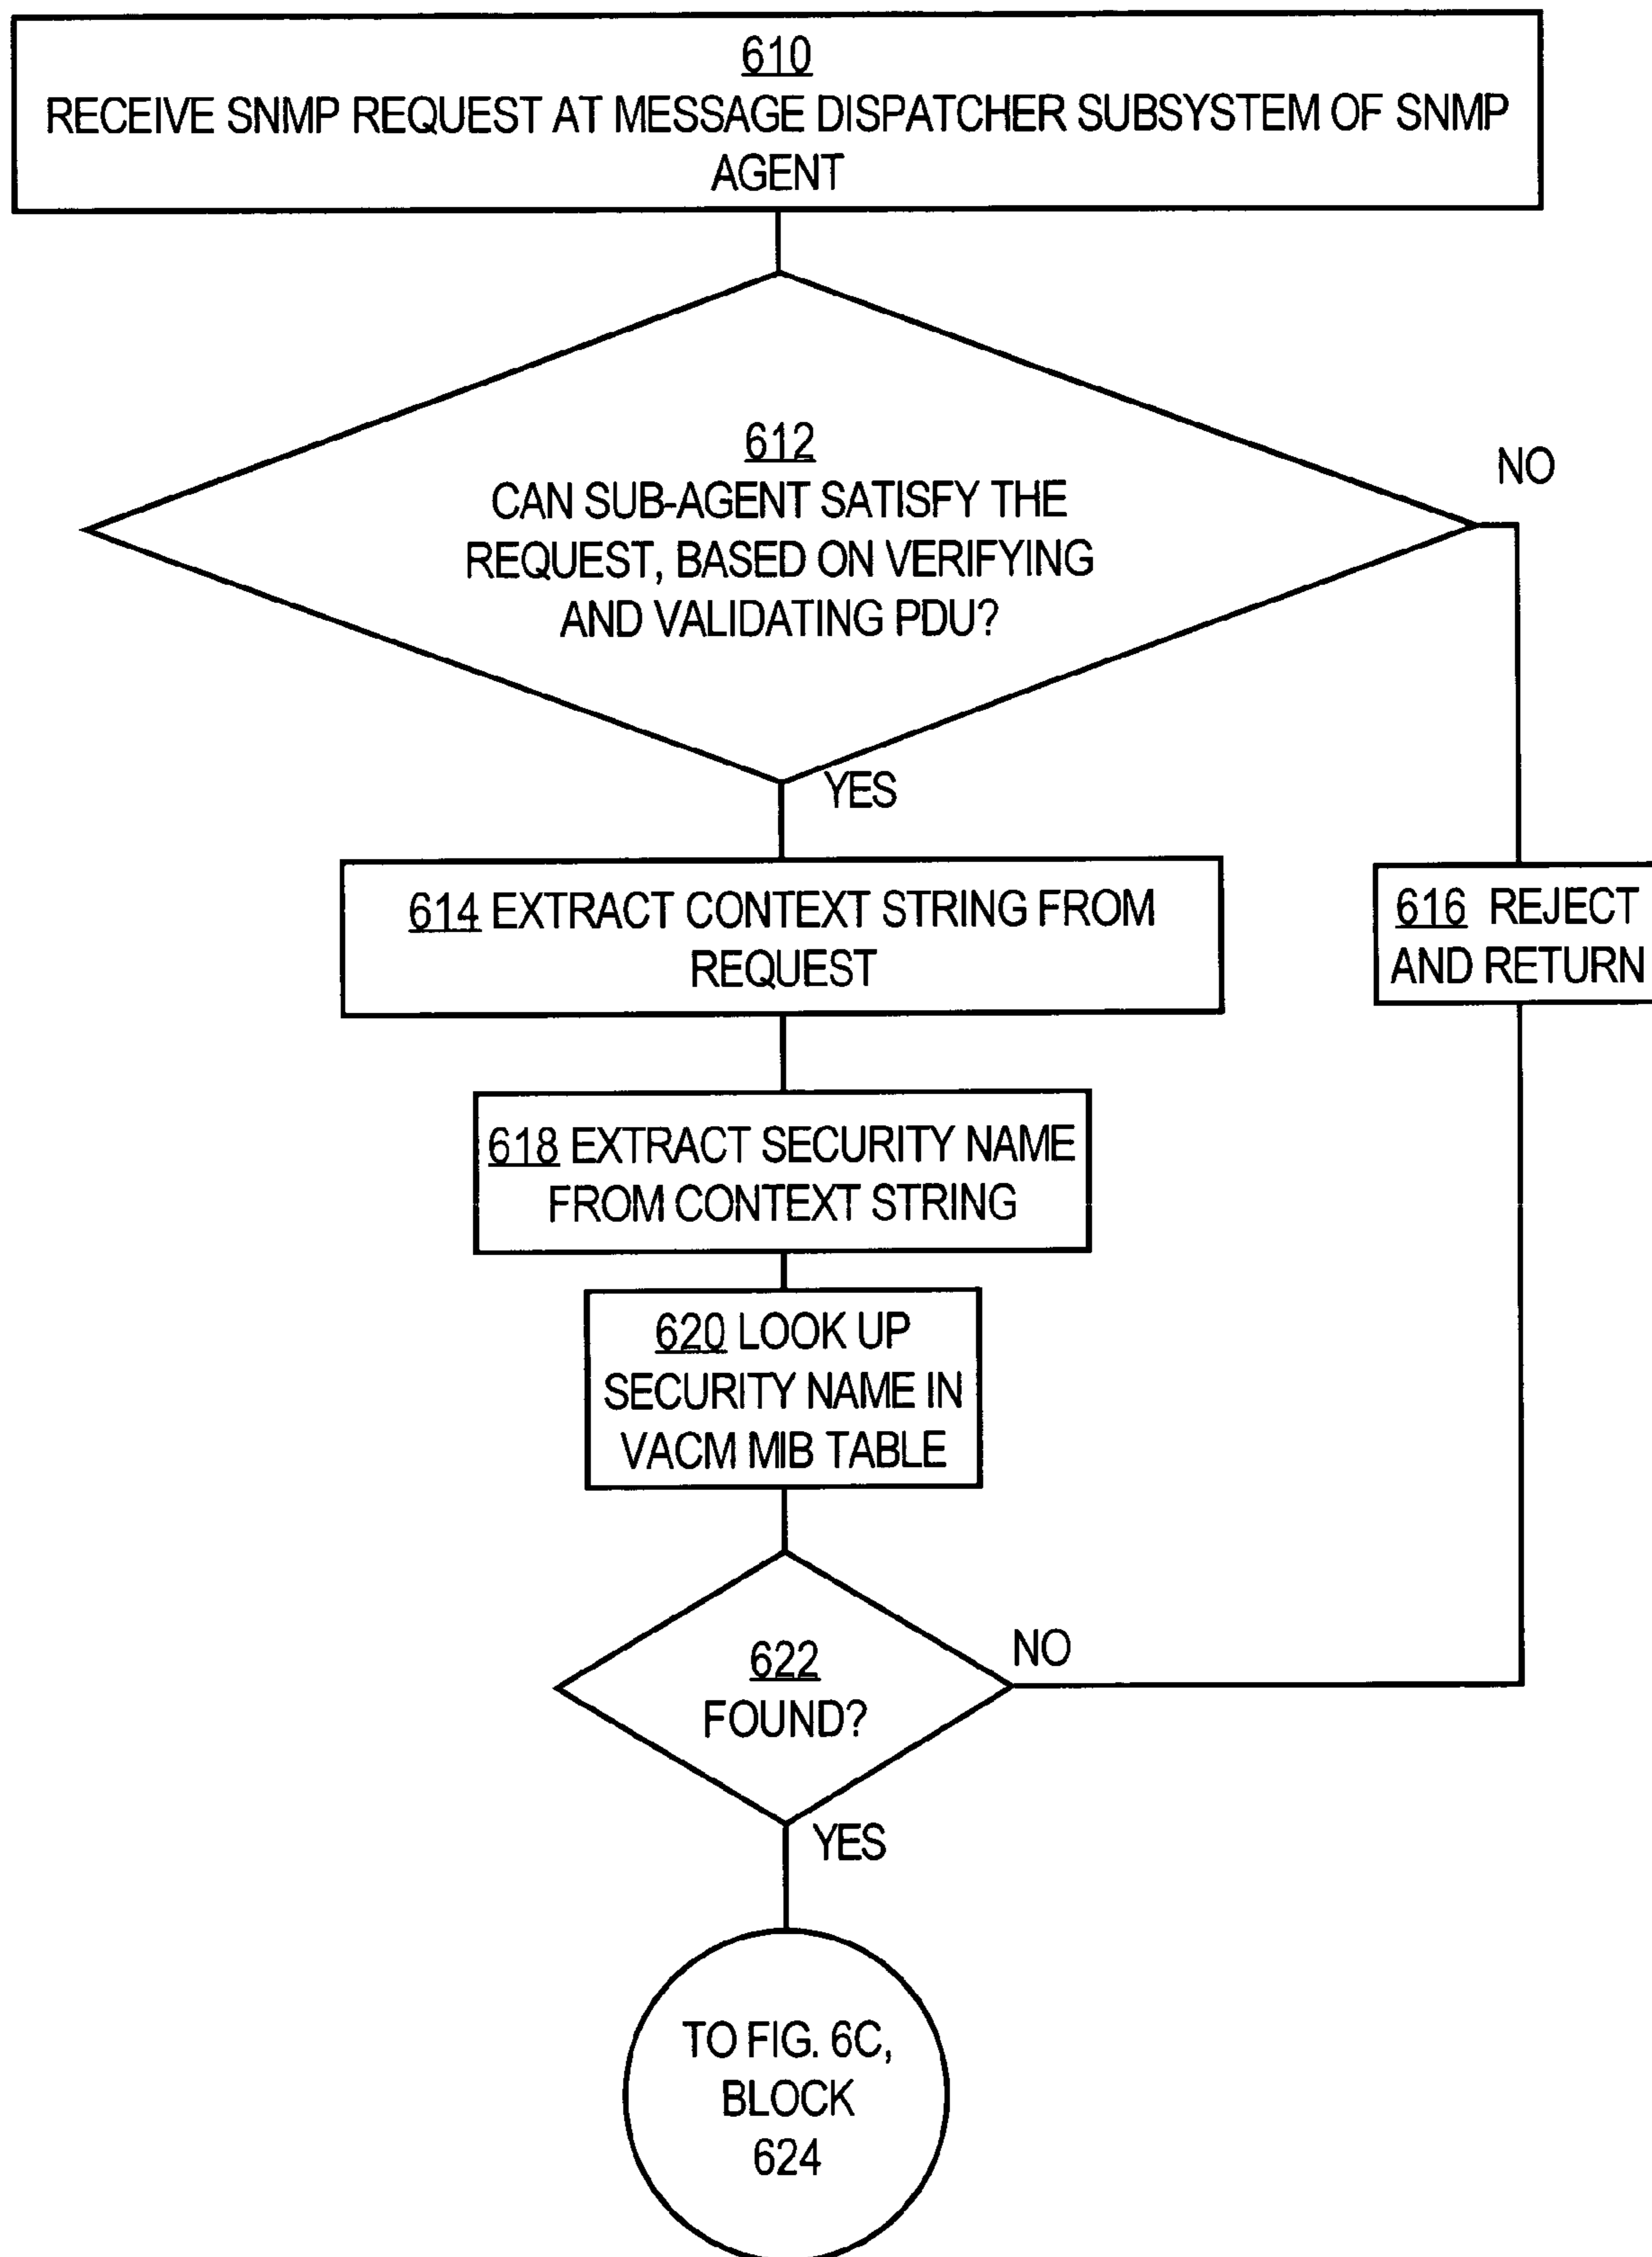 610
RECEIVE SNMP REQUEST AT MESSAGE DISPATCHER SUBSYSTEM OF SNMP
AGENT
612
CAN SUB-AGENT SATISFY THE
REQUEST, BASED ON VERIFYING
AND VALIDATING PDU?
NO
YES
614 EXTRACT CONTEXT STRING FROM
REQUEST
616 REJECT
AND RETURN
618 EXTRACT SECURITY NAME
FROM CONTEXT STRING
620 LOOK UP
SECURITY NAME IN
VACM MIB TABLE
622
FOUND?
NO
YES
TO FIG. 6C,
BLOCK
624